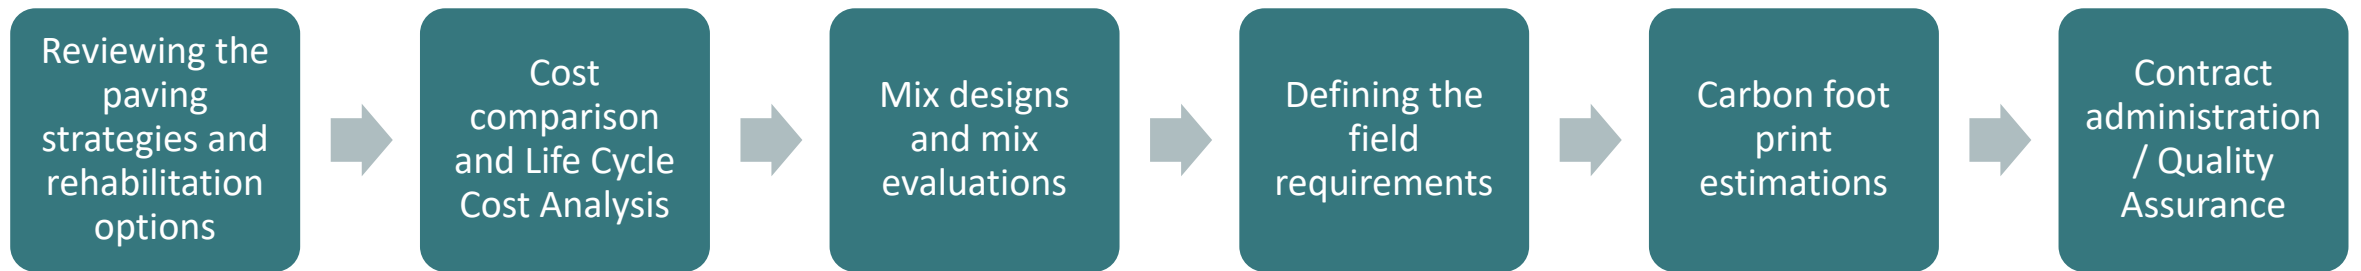 Reviewing the
paving
strategies and
rehabilitation
options
Cost
comparison
and Life Cycle
Cost Analysis
Mix designs
and mix
evaluations
Defining the
field
requirements
Carbon foot
print
estimations
Contract
administration
/ Quality
Assurance